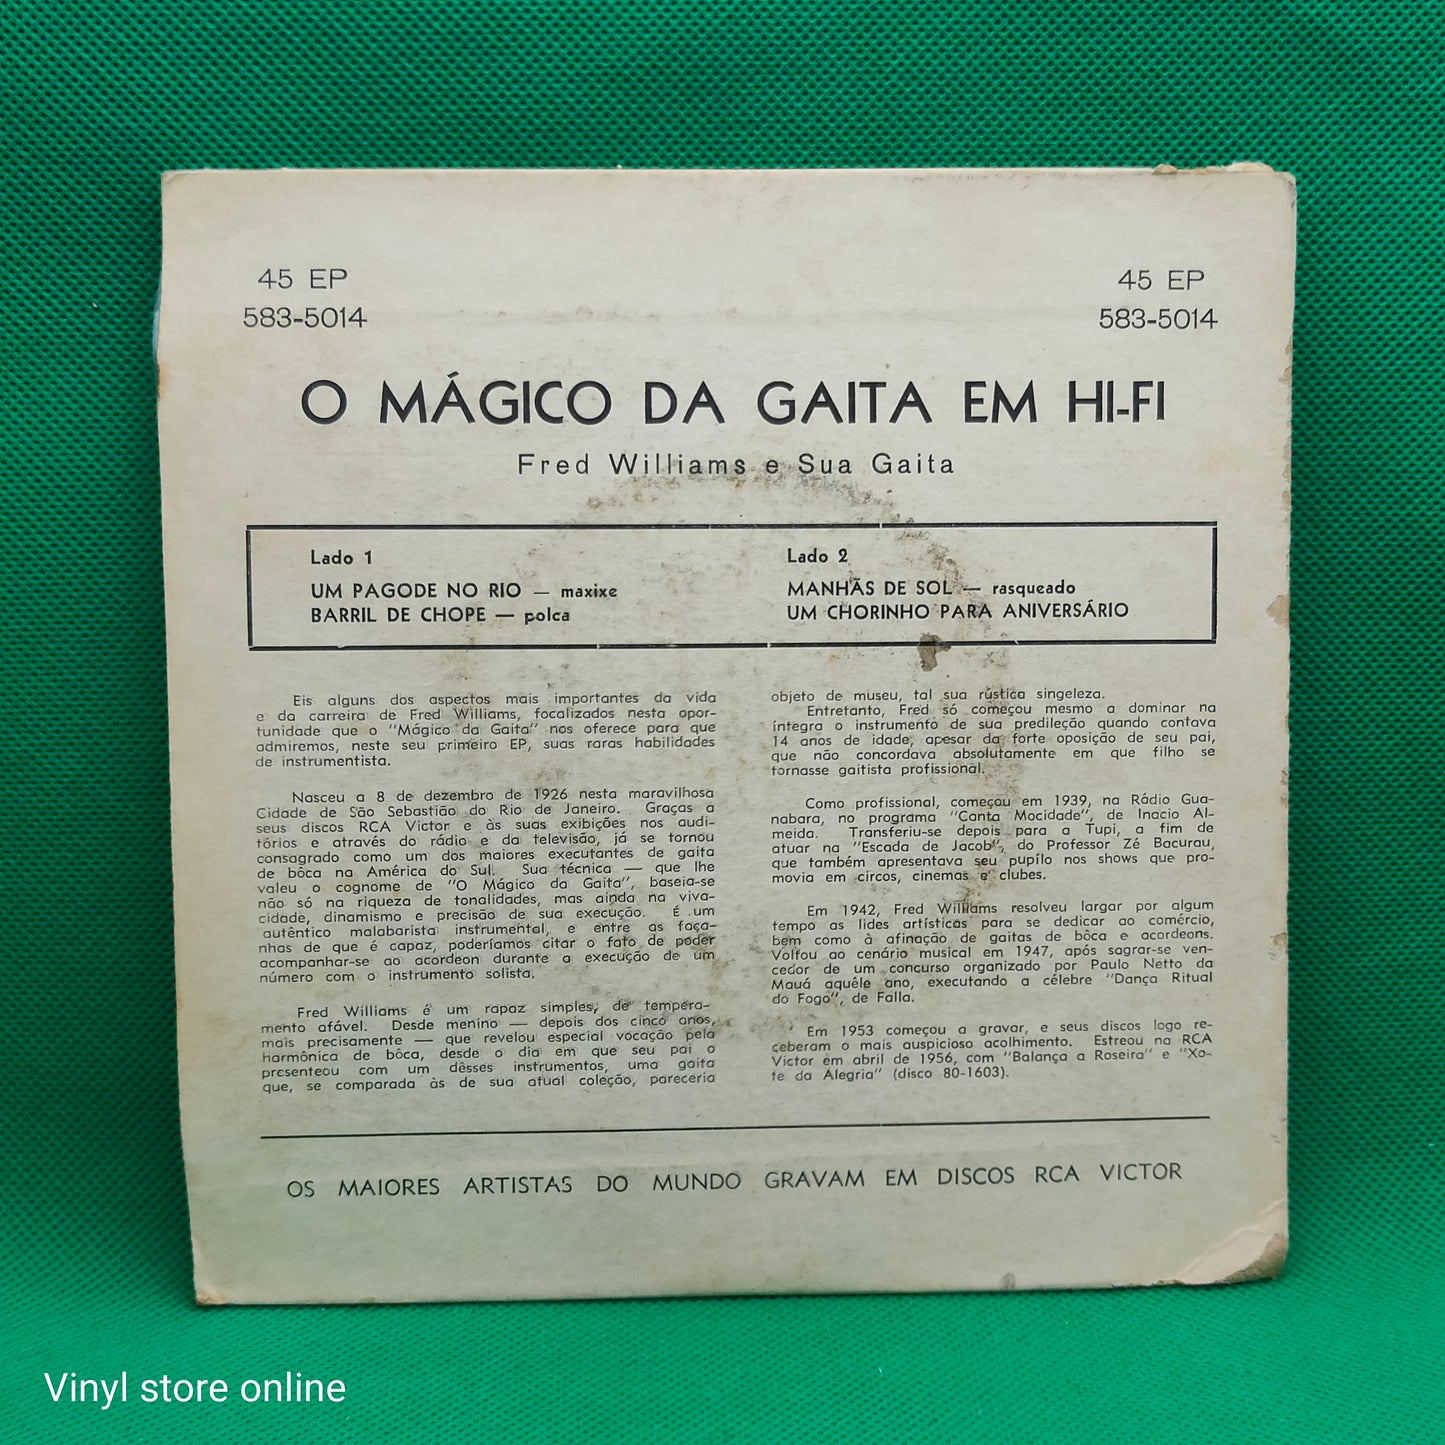 45 EP
583-5014
45 EP
583-5014
O MÁGICO DA GAITA EM HI-FI
Fred Williams e Sua Gaita
Lado 1
UM PAGODE NO RIO — maxixe
BARRIL DE CHOPE — polca
Lado 2
MANHÃS DE SOL — rasqueado
UM CHORINHO PARA ANIVERSÁRIO
Eis alguns dos aspectos mais importantes da vida
e da carreira de Fred Williams, focalizados nesta opor-
tunidade que o "Mágico da Gaita" nos oferece para que
admiremos, neste seu primeiro EP, suas raras habilidades
de instrumentista.
Nasceu a 8 de dezembro de 1926 nesta maravilhosa
Cidade de São Sebastião do Rio de Janeiro. Graças a
seus discos RCA Victor e às suas exibições nos audi-
tórios e através do rádio e da televisão, já se tornou
consagrado como um dos maiores executantes de gaita
de bôca na América do Sul. Sua técnica — que lhe
valeu o cognome de "O Mágico da Gaita", baseia-se
não só na riqueza de tonalidades, mas ainda na viva-
cidade, dinamismo e precisão de sua execução. É um
autêntico malabarista instrumental, e entre as faça-
nhas de que é capaz, poderíamos citar o fato de poder
acompanhar-se ao acordeon durante a execução de um
número com o instrumento solista.
Fred Williams é um rapaz simples, de tempera-
mento afável. Desde menino — depois dos cinco anos,
mais precisamente — que revelou especial vocação pela
harmônica de bôca, desde o dia em que seu pai o
presenteou com um dêsses instrumentos, uma gaita
que, se comparada às de sua atual coleção, pareceria
objeto de museu, tal sua rústica singeleza.
Entretanto, Fred só começou mesmo a dominar na
íntegra o instrumento de sua predileção quando contava
14 anos de idade, apesar da forte oposição de seu pai,
que não concordava absolutamente em que filho se
tornasse gaitista profissional.
Como profissional, começou em 1939, na Rádio Gua-
nabara, no programa "Canta Mocidade", de Inacio Al-
meida. Transferiu-se depois para a Tupi, a fim de
atuar na "Escada de Jacob", do Professor Zé Bacurau,
que também apresentava seu pupílo nos shows que pro-
movia em circos, cinemas e clubes.
Em 1942, Fred Williams resolveu largar por algum
tempo as lides artísticas para se dedicar ao comércio,
bem como à afinação de gaitas de bôca e acordeons.
Voltou ao cenário musical em 1947, após sagrar-se ven-
cedor de um concurso organizado por Paulo Netto da
Mauá aquêle ano, executando a célebre "Dança Ritual
do Fogo", de Falla.
Em 1953 começou a gravar, e seus discos logo re-
ceberam o mais auspicioso acolhimento. Estreou na RCA
Victor em abril de 1956, com "Balança a Roseira" e "Xo-
te da Alegria" (disco 80-1603).
OS MAIORES ARTISTAS DO MUNDO GRAVAM EM DISCOS RCA VICTOR
Vinyl store online